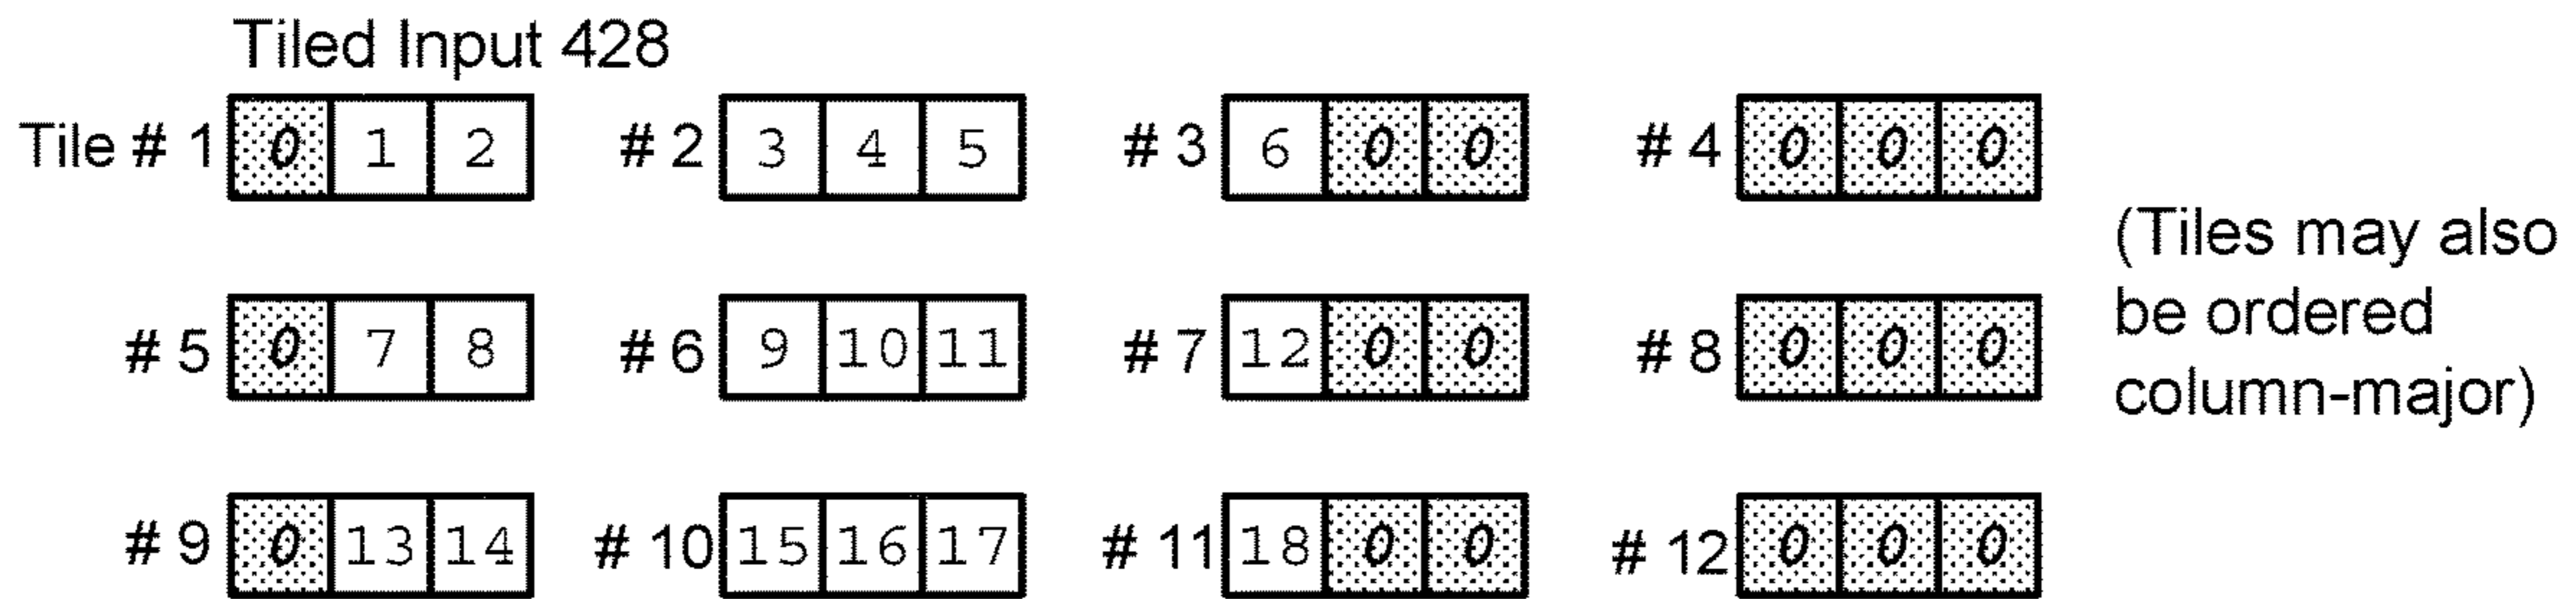 Tiled Input 428
Tile # 1 0 1 2 # 2 3 4 5 # 3 6 0 0 # 4 0 0 0
# 5 0 7 8 # 6 9 10 11 # 7 12 0 0 # 8 0 0 0
# 9 0 13 14 # 10 15 16 17 # 11 18 0 0 # 12 0 0 0
(Tiles may also
be ordered
column-major)